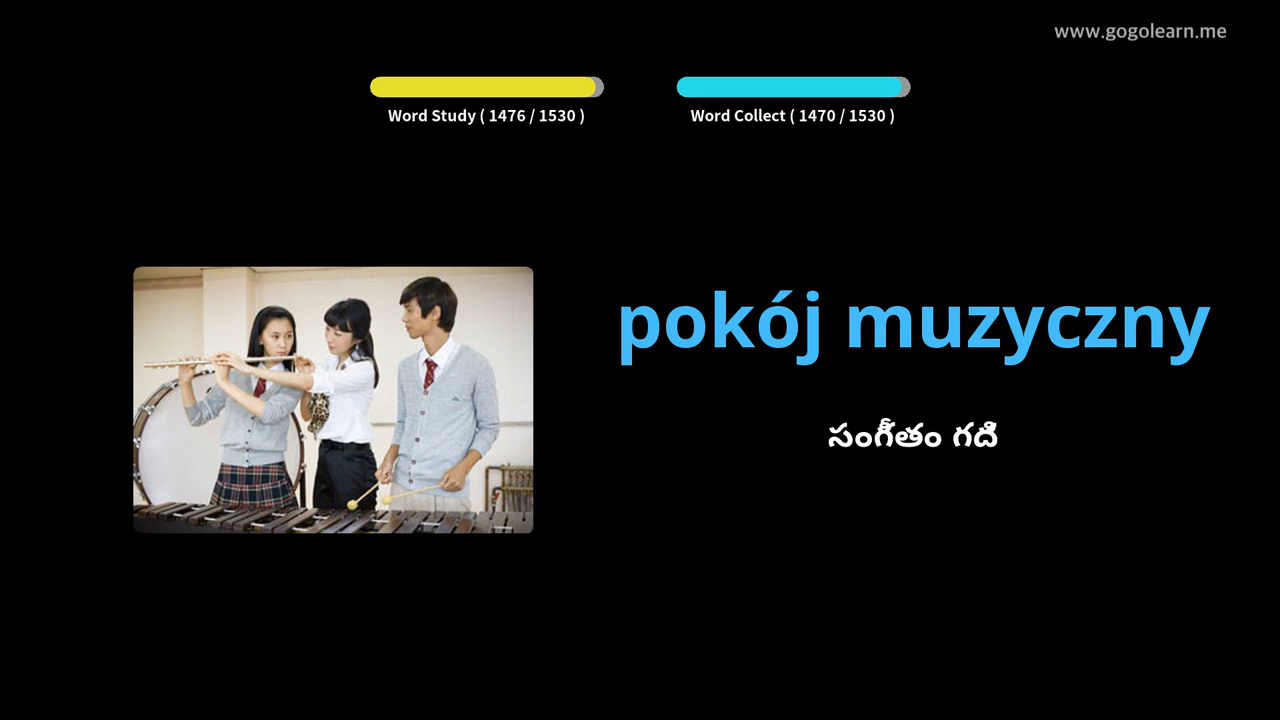 www.gogolearn.me
Word Study ( 1476 / 1530 )
Word Collect ( 1470 / 1530 )
pokój muzyczny
సంగీతం గది